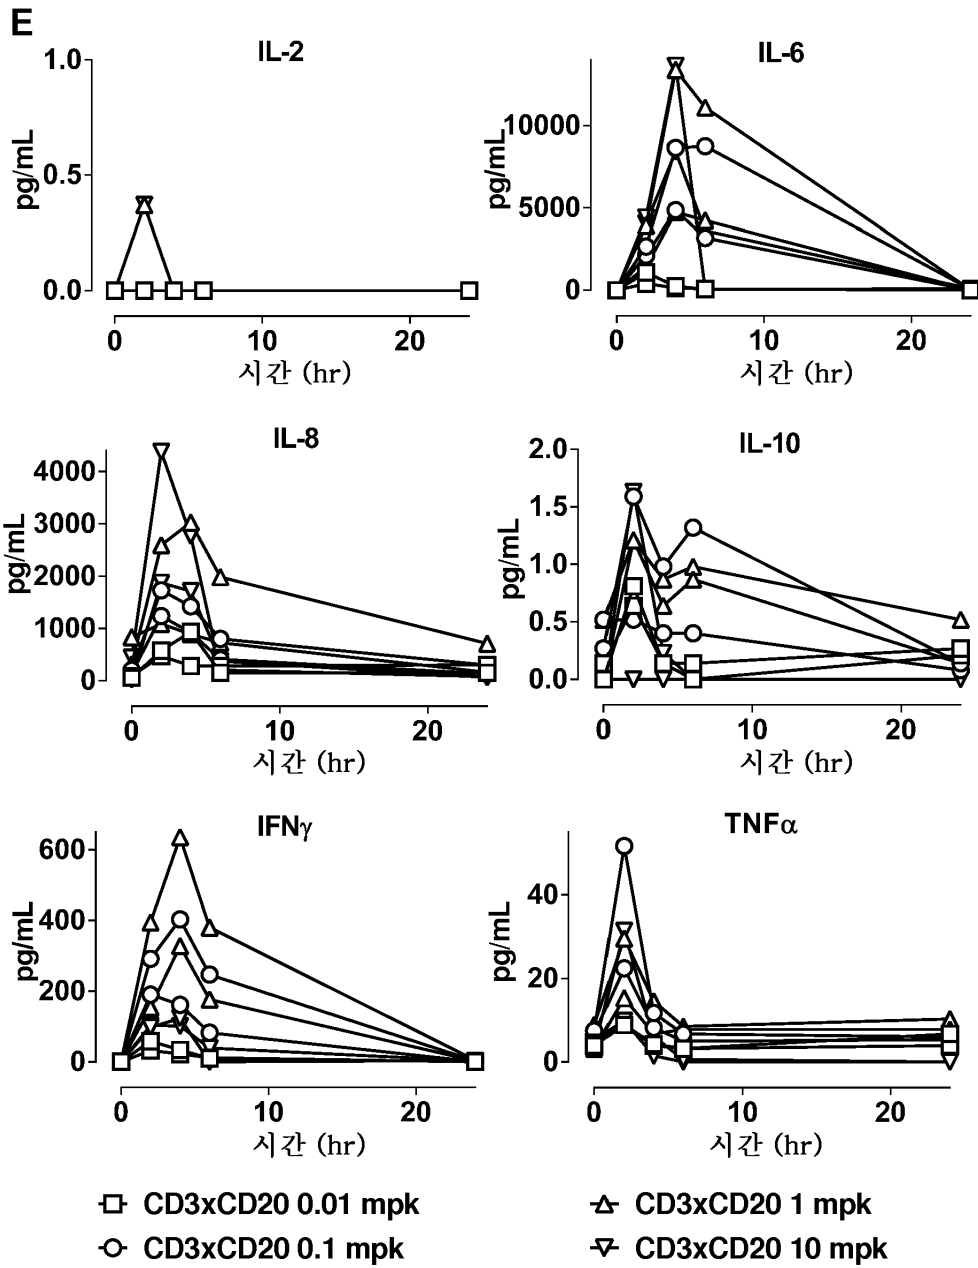 E
IL-2
pg/mL
1.0
0.5
0.0
0 10 20
시간 (hr)
IL-6
pg/mL
10000
5000
0
0 10 20
시간 (hr)
IL-8
pg/mL
4000
3000
2000
1000
0
0 10 20
시간 (hr)
IL-10
pg/mL
2.0
1.5
1.0
0.5
0.0
0 10 20
시간 (hr)
IFNγ
pg/mL
600
400
200
0
0 10 20
시간 (hr)
TNFα
pg/mL
40
20
0
0 10 20
시간 (hr)
CD3xCD20 0.01 mpk
CD3xCD20 0.1 mpk
CD3xCD20 1 mpk
CD3xCD20 10 mpk